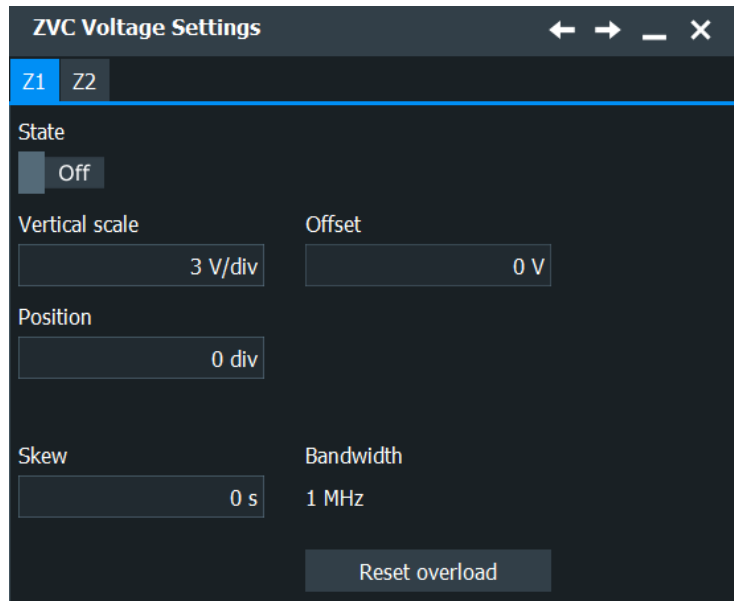 ZVC Voltage Settings
Z1 Z2
State
Off
Vertical scale Offset
3 V/div 0 V
Position
0 div
Skew Bandwidth
0 s 1 MHz
Reset overload